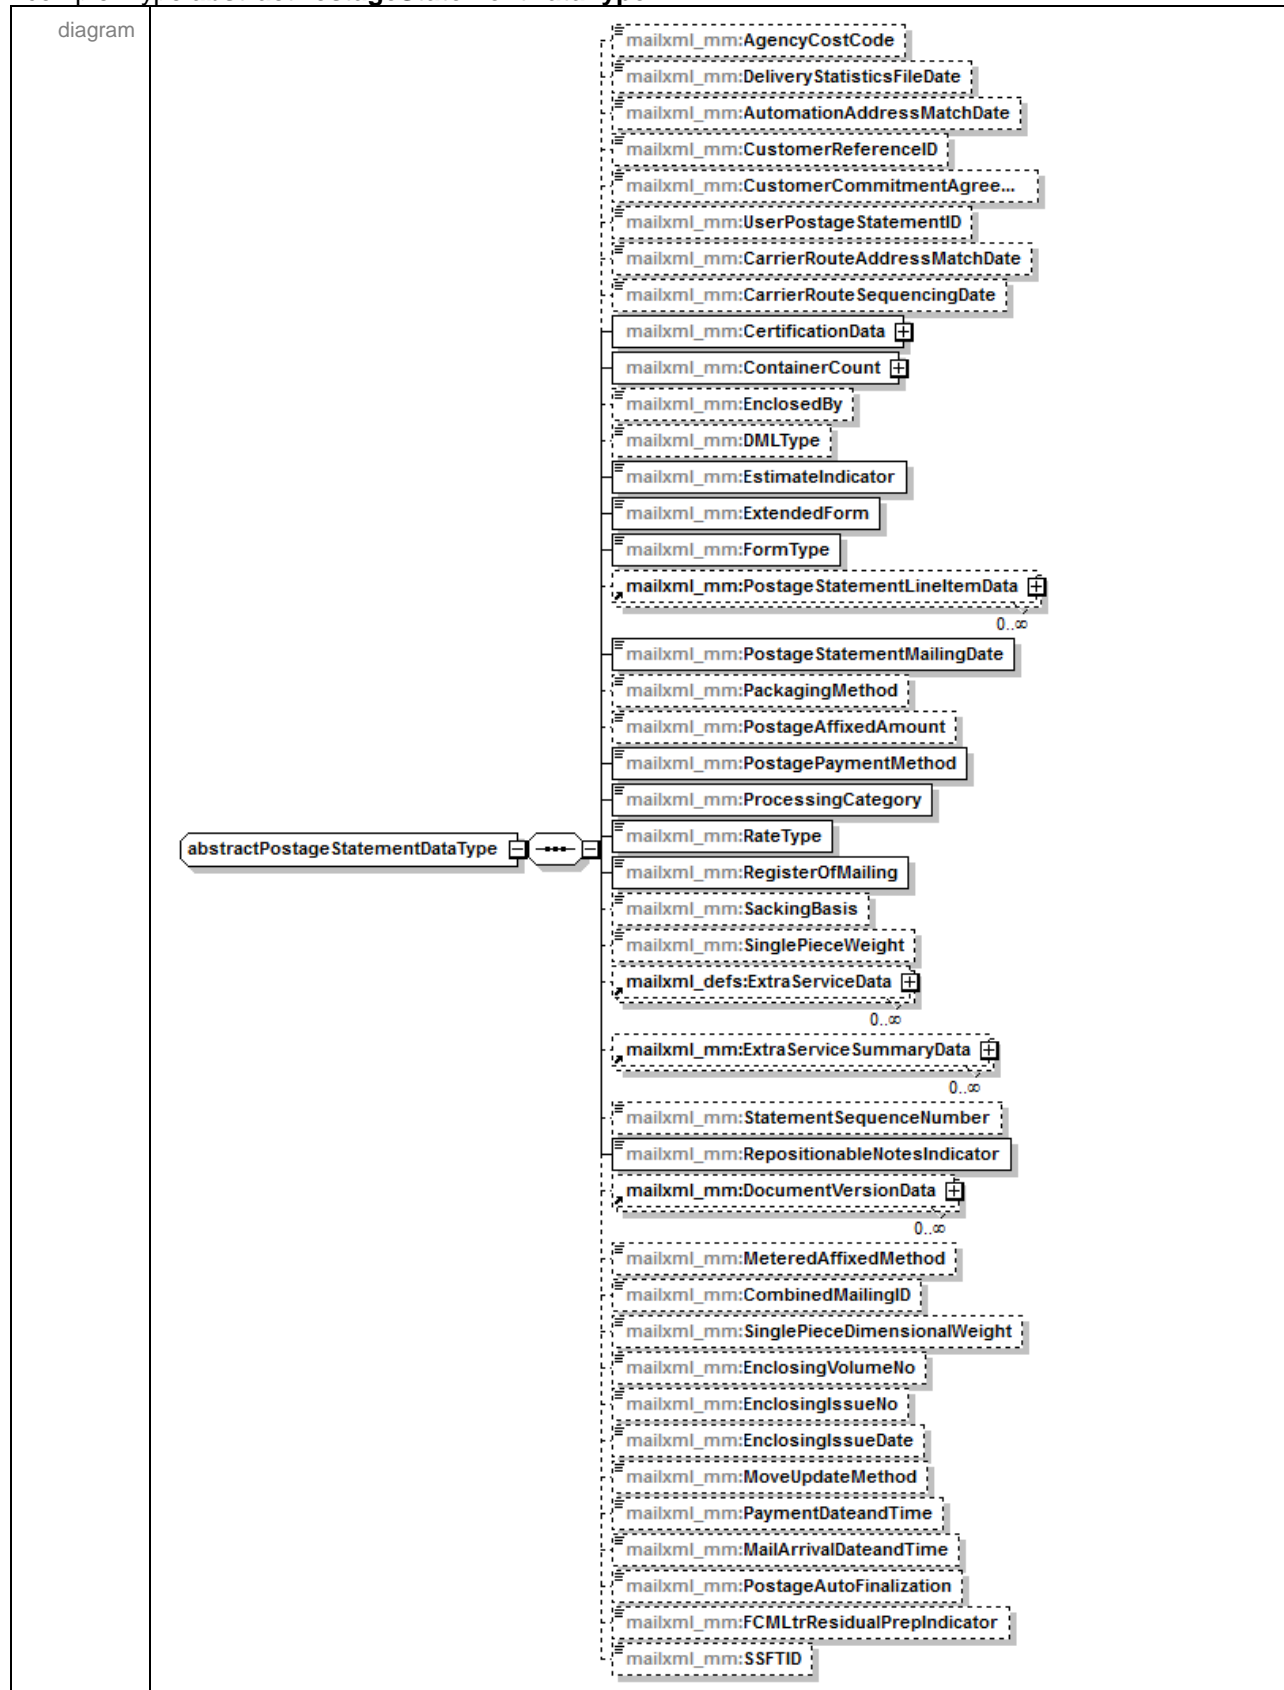 diagram
mailxml_mm:AgencyCostCode
mailxml_mm:DeliveryStatisticsFileDate
mailxml_mm:AutomationAddressMatchDate
mailxml_mm:CustomerReferenceID
mailxml_mm:CustomerCommitmentAgree...
mailxml_mm:UserPostageStatementID
mailxml_mm:CarrierRouteAddressMatchDate
mailxml_mm:CarrierRouteSequencingDate
mailxml_mm:CertificationData
mailxml_mm:ContainerCount
mailxml_mm:EnclosedBy
mailxml_mm:DMLType
mailxml_mm:EstimateIndicator
mailxml_mm:ExtendedForm
mailxml_mm:FormType
mailxml_mm:PostageStatementLineItemData
0..∞
mailxml_mm:PostageStatementMailingDate
mailxml_mm:PackagingMethod
mailxml_mm:PostageAffixedAmount
mailxml_mm:PostagePaymentMethod
mailxml_mm:ProcessingCategory
mailxml_mm:RateType
abstractPostageStatementDataType
mailxml_mm:RegisterOfMailing
mailxml_mm:SackingBasis
mailxml_mm:SinglePieceWeight
mailxml_defs:ExtraServiceData
0..∞
mailxml_mm:ExtraServiceSummaryData
0..∞
mailxml_mm:StatementSequenceNumber
mailxml_mm:RepositionableNotesIndicator
mailxml_mm:DocumentVersionData
0..∞
mailxml_mm:MeteredAffixedMethod
mailxml_mm:CombinedMailingID
mailxml_mm:SinglePieceDimensionalWeight
mailxml_mm:EnclosingVolumeNo
mailxml_mm:EnclosingIssueNo
mailxml_mm:EnclosingIssueDate
mailxml_mm:MoveUpdateMethod
mailxml_mm:PaymentDateandTime
mailxml_mm:MailArrivalDateandTime
mailxml_mm:PostageAutoFinalization
mailxml_mm:FCMLtrResidualPrepIndicator
mailxml_mm:SSFTID